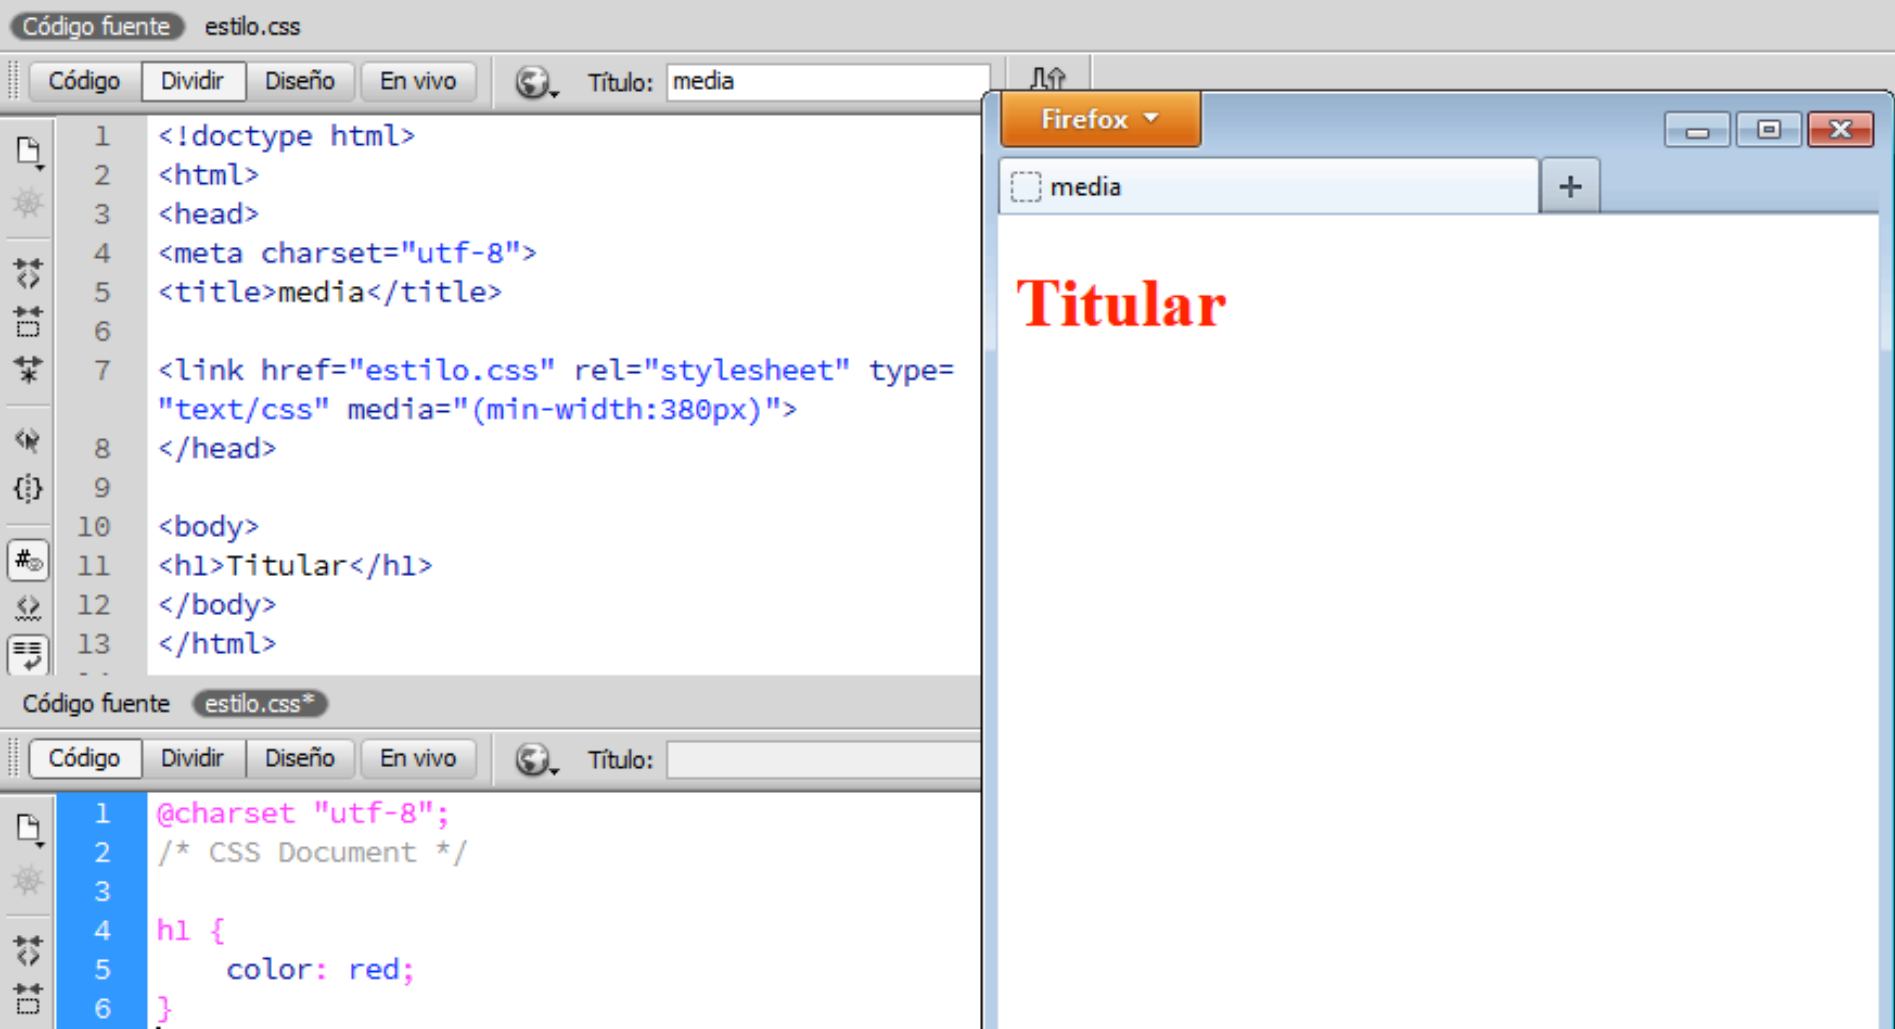 Código fuente estilo.css
Código Dividir Diseño En vivo Título: media
1 <!doctype html>
2 <html>
3 <head>
4 <meta charset="utf-8">
5 <title>media</title>
6
7 <link href="estilo.css" rel="stylesheet" type=
"text/css" media="(min-width:380px)">
8 </head>
9
10 <body>
11 <h1>Titular</h1>
12 </body>
13 </html>
Código fuente estilo.css*
Código Dividir Diseño En vivo Título:
1 @charset "utf-8";
2 /* CSS Document */
3
4 h1 {
5 color: red;
6 }
Firefox
media
Titular